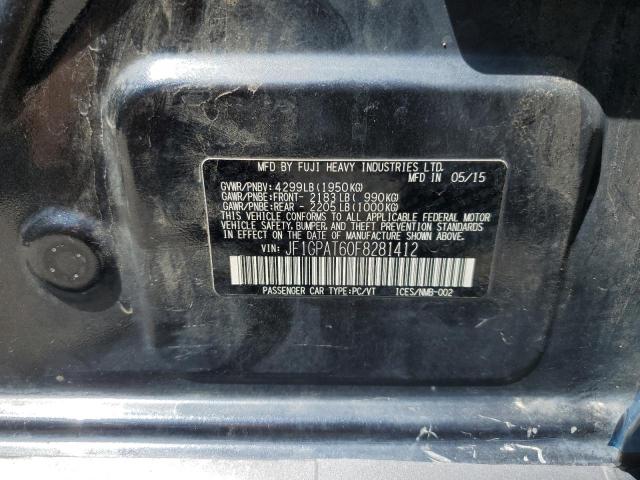 MFD BY FUJI HEAVY INDUSTRIES LTD.
MFD IN 05/15
GVWR/PNBV: 4299LB(1950KG)
GAWR/PNBE:FRONT- 2183LB( 990KG)
GAWR/PNBE:REAR - 2205LB(1000KG)
THIS VEHICLE CONFORMS TO ALL APPLICABLE FEDERAL MOTOR
VEHICLE SAFETY, BUMPER, AND THEFT PREVENTION STANDARDS
IN EFFECT ON THE DATE OF MANUFACTURE SHOWN ABOVE.
VIN: JF1GPAT60F8281412
PASSENGER CAR TYPE:PC/VT ICES/NMB-002